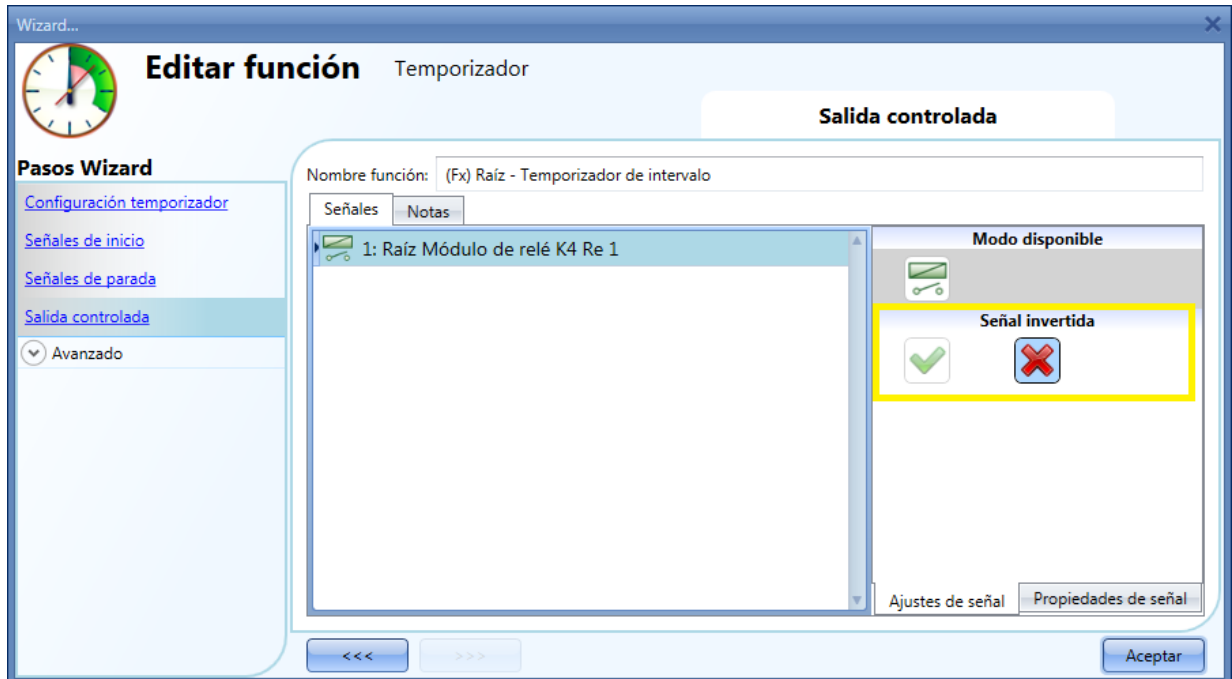 Wizard...
Editar función Temporizador
Salida controlada
Pasos Wizard
Configuración temporizador
Señales de inicio
Señales de parada
Salida controlada
Avanzado
Nombre función: (Fx) Raíz - Temporizador de intervalo
Señales Notas
1: Raíz Módulo de relé K4 Re 1
Modo disponible
Señal invertida
Ajustes de señal Propiedades de señal
<<< >>> Aceptar